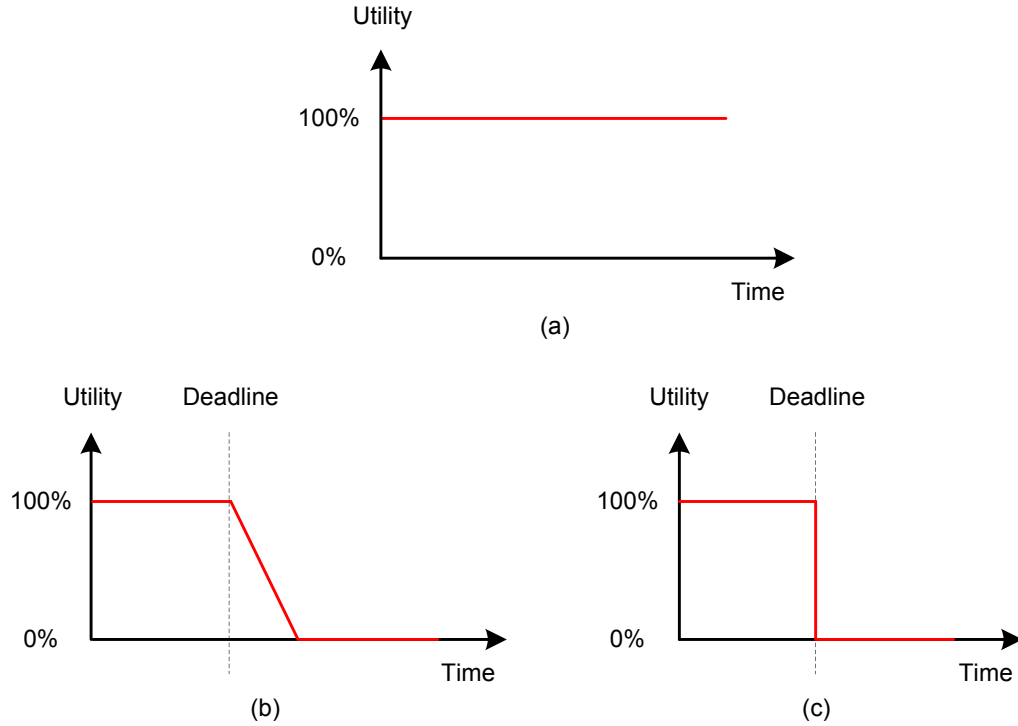 Utility
100%
0%
Time
(a)
Utility Deadline
100%
0%
Time
(b)
Utility Deadline
100%
0%
Time
(c)